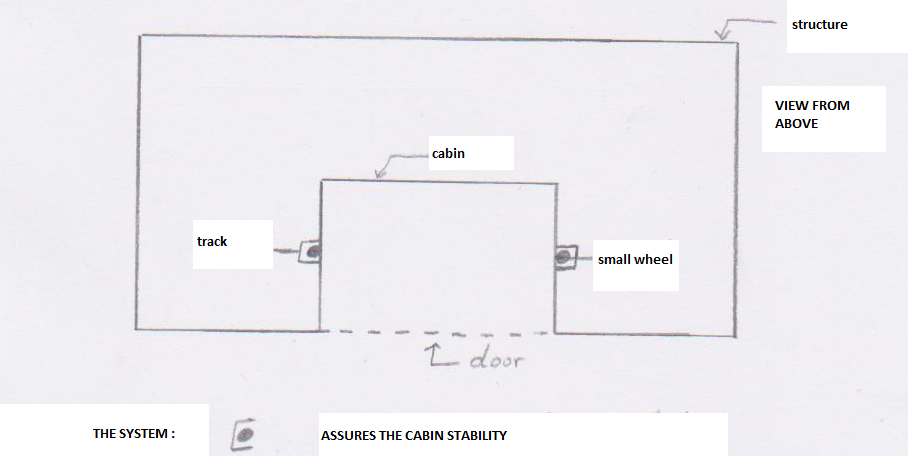 structure
VIEW FROM
ABOVE
cabin
track
small wheel
door
THE SYSTEM :
ASSURES THE CABIN STABILITY